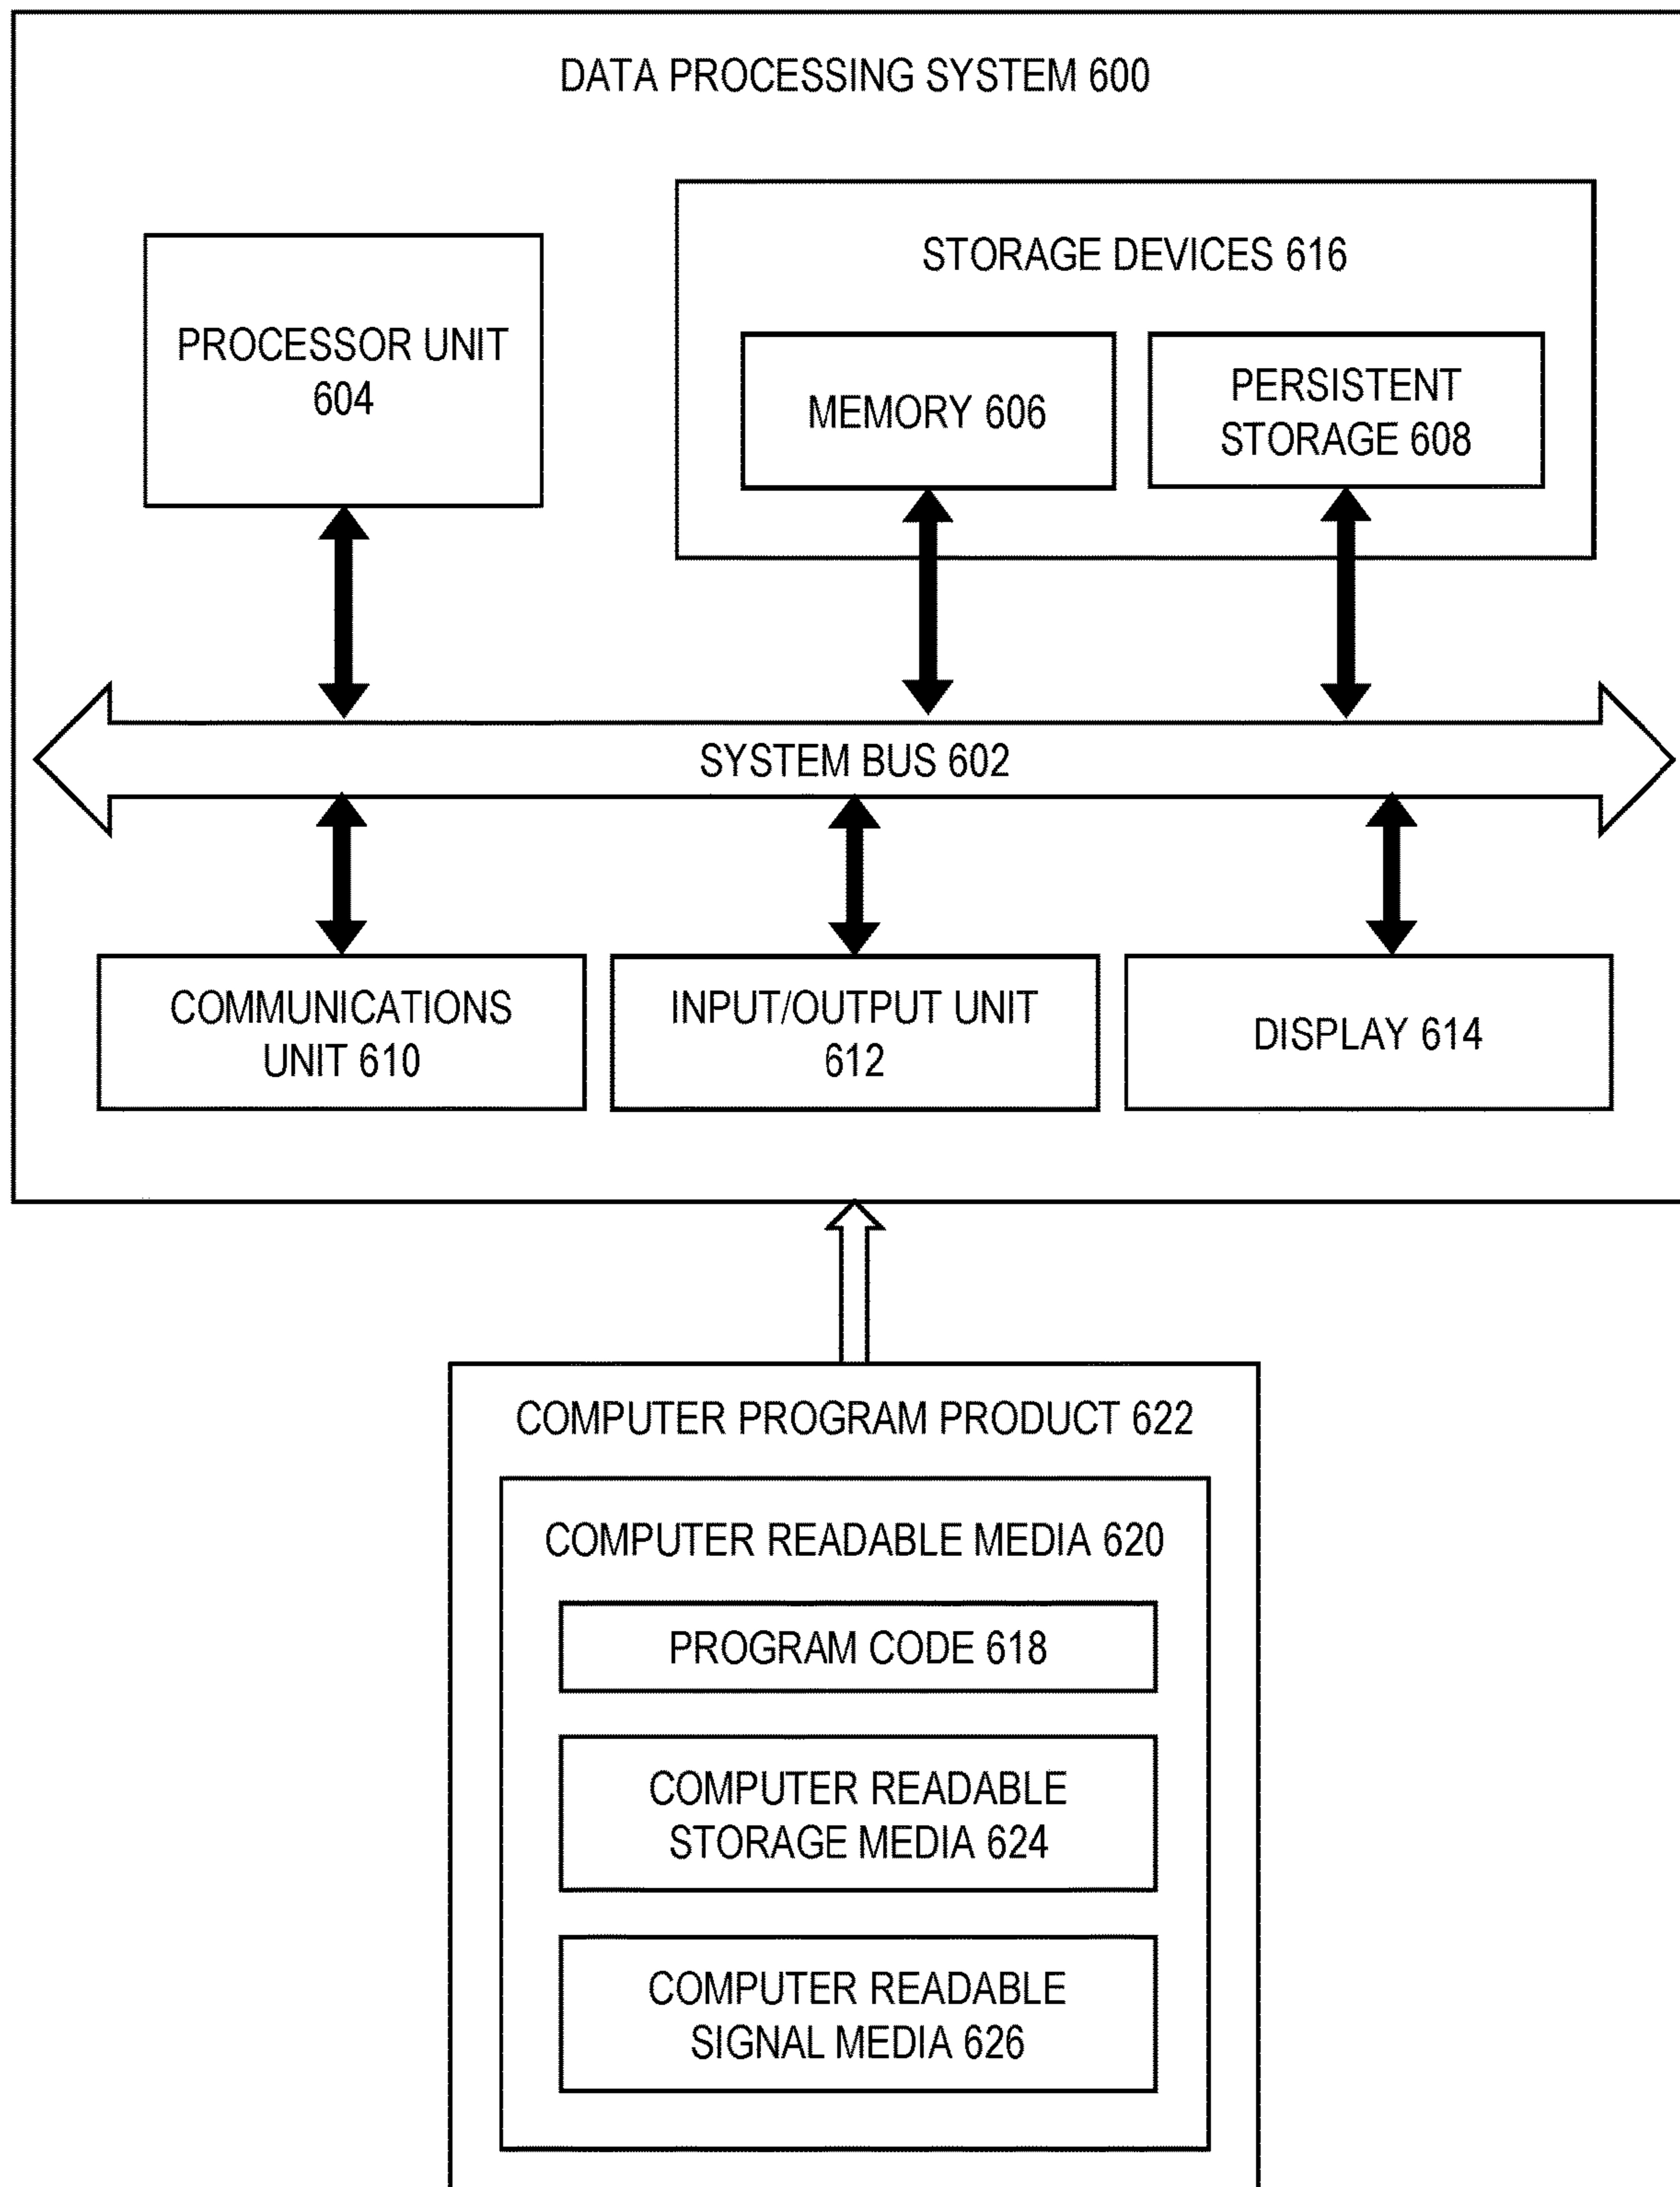 DATA PROCESSING SYSTEM 600
STORAGE DEVICES 616
PROCESSOR UNIT
604
MEMORY 606
PERSISTENT
STORAGE 608
SYSTEM BUS 602
COMMUNICATIONS
UNIT 610
INPUT/OUTPUT UNIT
612
DISPLAY 614
COMPUTER PROGRAM PRODUCT 622
COMPUTER READABLE MEDIA 620
PROGRAM CODE 618
COMPUTER READABLE
STORAGE MEDIA 624
COMPUTER READABLE
SIGNAL MEDIA 626